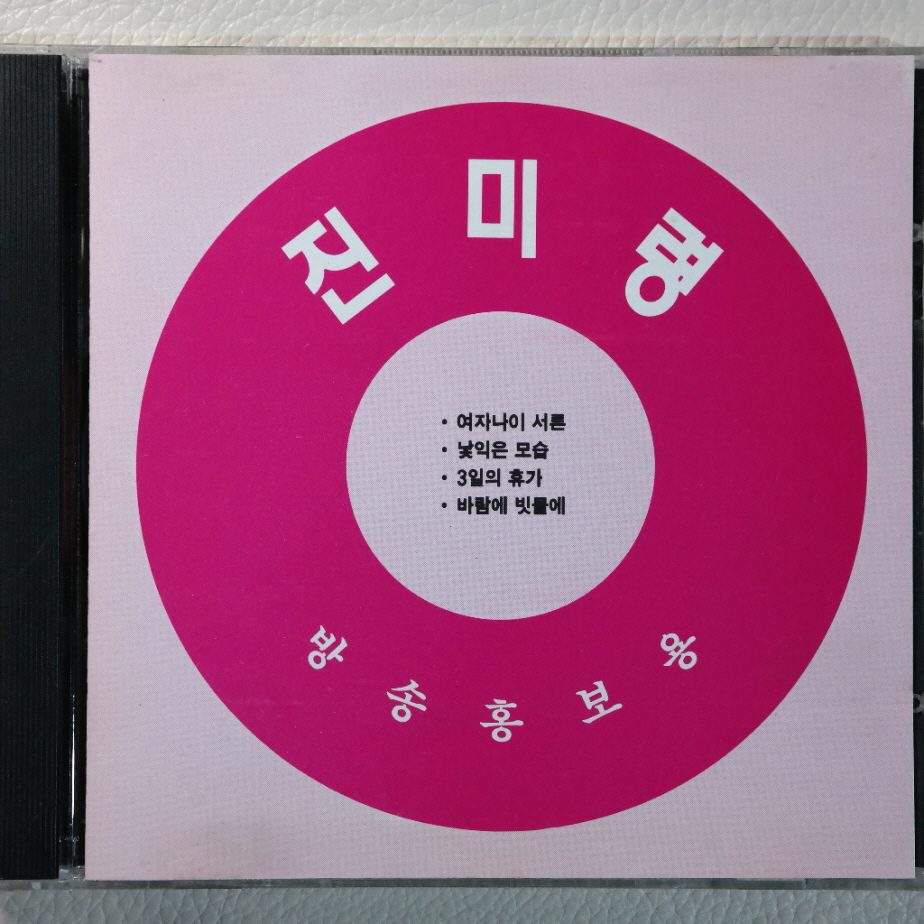 진미령
• 여자나이 서른
• 낯익은 모습
• 3일의 휴가
• 바람에 빗물에
방송홍보용